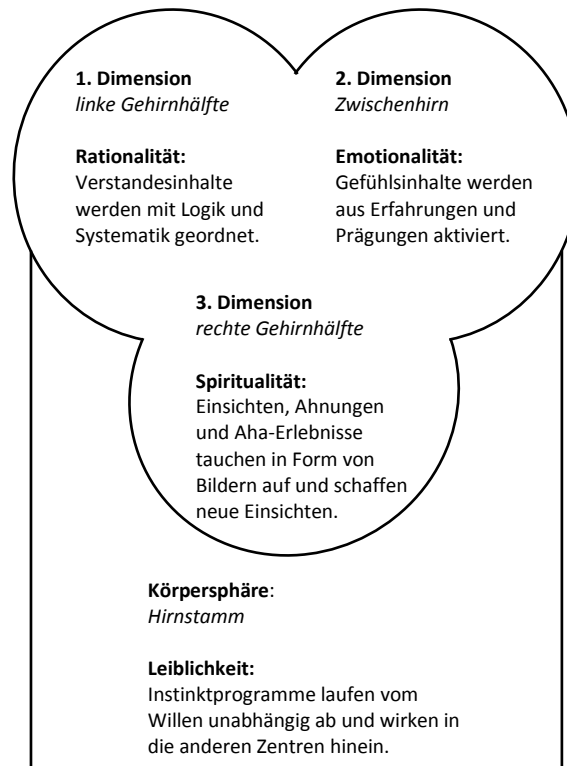 1. Dimension
linke Gehirnhälfte
Rationalität:
Verstandesinhalte
werden mit Logik und
Systematik geordnet.
2. Dimension
Zwischenhirn
Emotionalität:
Gefühlsinhalte werden
aus Erfahrungen und
Prägungen aktiviert.
3. Dimension
rechte Gehirnhälfte
Spiritualität:
Einsichten, Ahnungen
und Aha-Erlebnisse
tauchen in Form von
Bildern auf und schaffen
neue Einsichten.
Körpersphäre:
Hirnstamm
Leiblichkeit:
Instinktprogramme laufen vom
Willen unabhängig ab und wirken in
die anderen Zentren hinein.